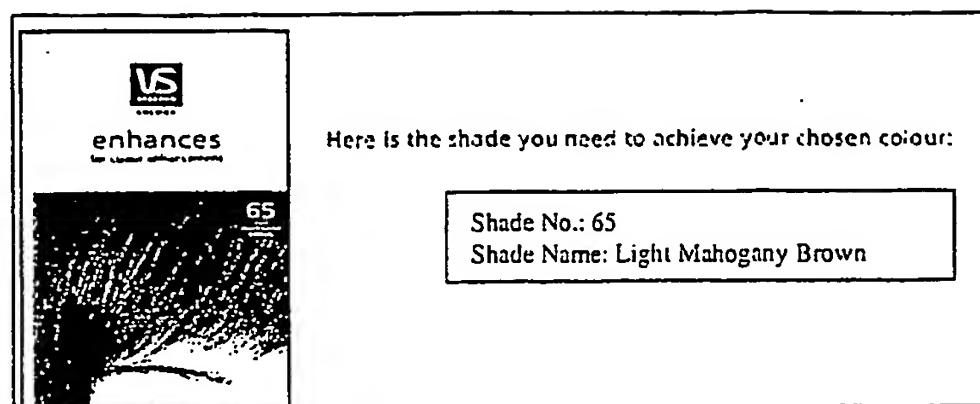 VS
enhances
65
Here is the shade you need to achieve your chosen colour:
Shade No.: 65
Shade Name: Light Mahogany Brown